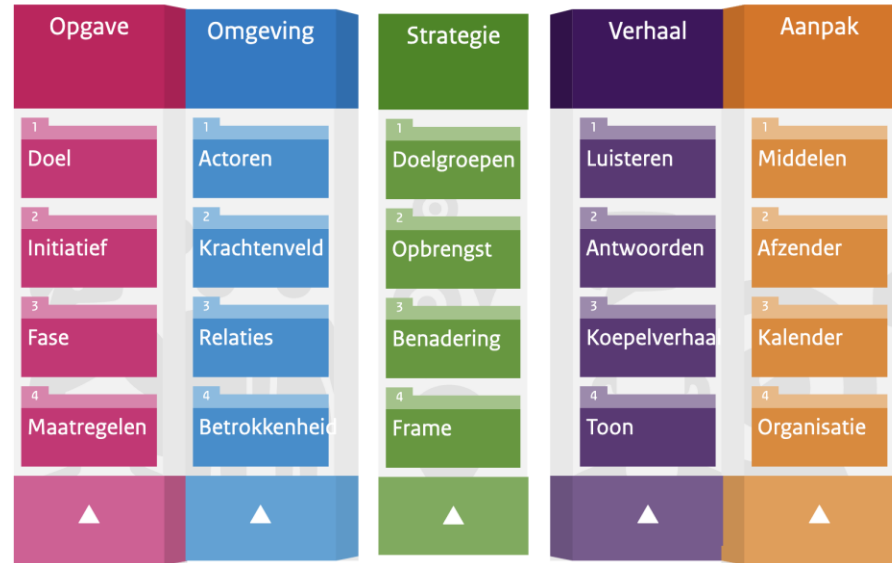 Opgave
1
Doel
2
Initiatief
3
Fase
4
Maatregelen
Omgeving
1
Actoren
2
Krachtenveld
3
Relaties
4
Betrokkenheid
Strategie
1
Doelgroepen
2
Opbrengst
3
Benadering
4
Frame
Verhaal
1
Luisteren
2
Antwoorden
3
Koepelverhaal
4
Toon
Aanpak
1
Middelen
2
Afzender
3
Kalender
4
Organisatie